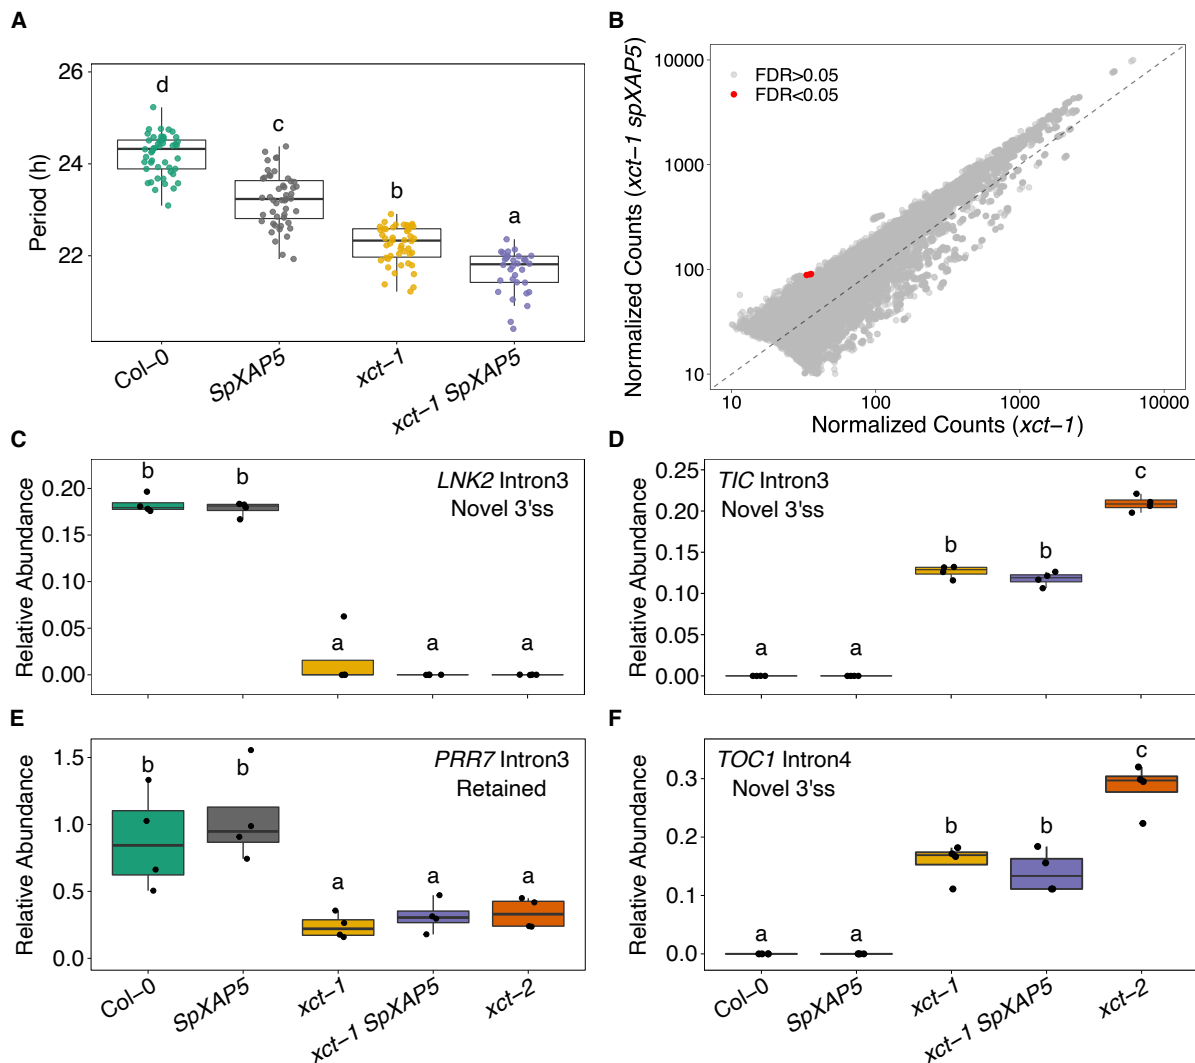 A
26
24
22
Period (h)
d
c
b
a
Col−0
SpXAP5
xct−1
xct−1 SpXAP5
B
10000
1000
100
10
Normalized Counts (xct−1 spXAP5)
FDR>0.05
FDR<0.05
10
100
1000
10000
Normalized Counts (xct−1)
C
0.20
0.15
0.10
0.05
0.00
Relative Abundance
b
b
a
a
a
LNK2 Intron3
Novel 3'ss
D
0.25
0.20
0.15
0.10
0.05
0.00
Relative Abundance
TIC Intron3
Novel 3'ss
a
a
b
b
c
E
1.5
1.0
0.5
0.0
Relative Abundance
b
b
a
a
a
PRR7 Intron3
Retained
Col−0
SpXAP5
xct−1
xct−1 SpXAP5
xct−2
F
0.3
0.2
0.1
0.0
Relative Abundance
TOC1 Intron4
Novel 3'ss
a
a
b
b
c
Col−0
SpXAP5
xct−1
xct−1 SpXAP5
xct−2